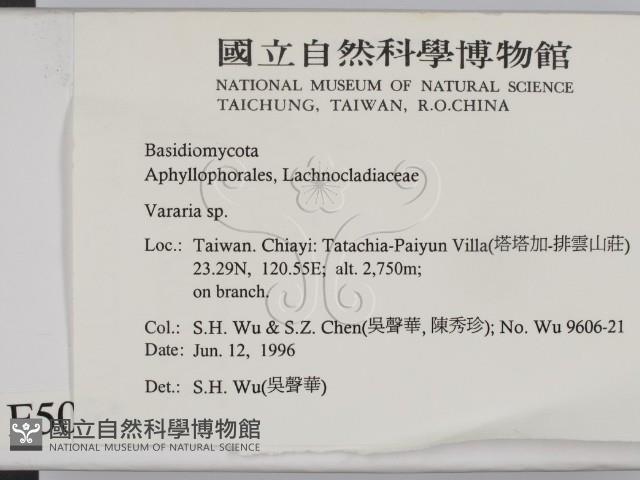 國立自然科學博物館
NATIONAL MUSEUM OF NATURAL SCIENCE
TAICHUNG, TAIWAN, R.O.CHINA
Basidiomycota
Aphyllophorales, Lachnocladiaceae
Vararia sp.
Loc.: Taiwan. Chiayi: Tatachia-Paiyun Villa(塔塔加-排雲山莊)
23.29N, 120.55E; alt. 2,750m;
on branch.
Col.: S.H. Wu & S.Z. Chen(吳聲華, 陳秀珍); No. Wu 9606-21
Date: Jun. 12, 1996
Det.: S.H. Wu(吳聲華)
國立自然科學博物館
NATIONAL MUSEUM OF NATURAL SCIENCE